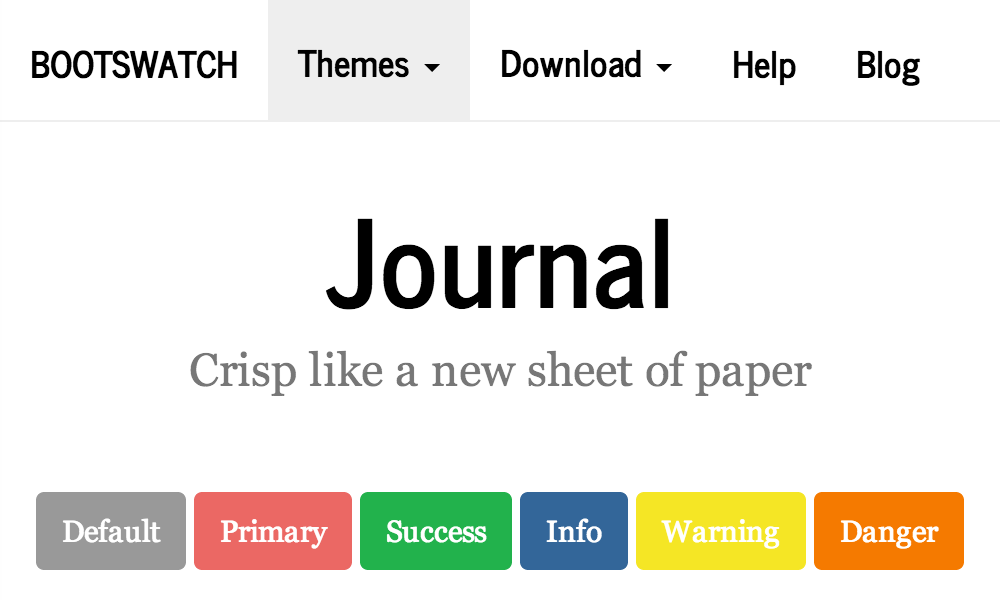 BOOTSWATCH Themes Download Help Blog
Journal
Crisp like a new sheet of paper
Default Primary Success Info Warning Danger